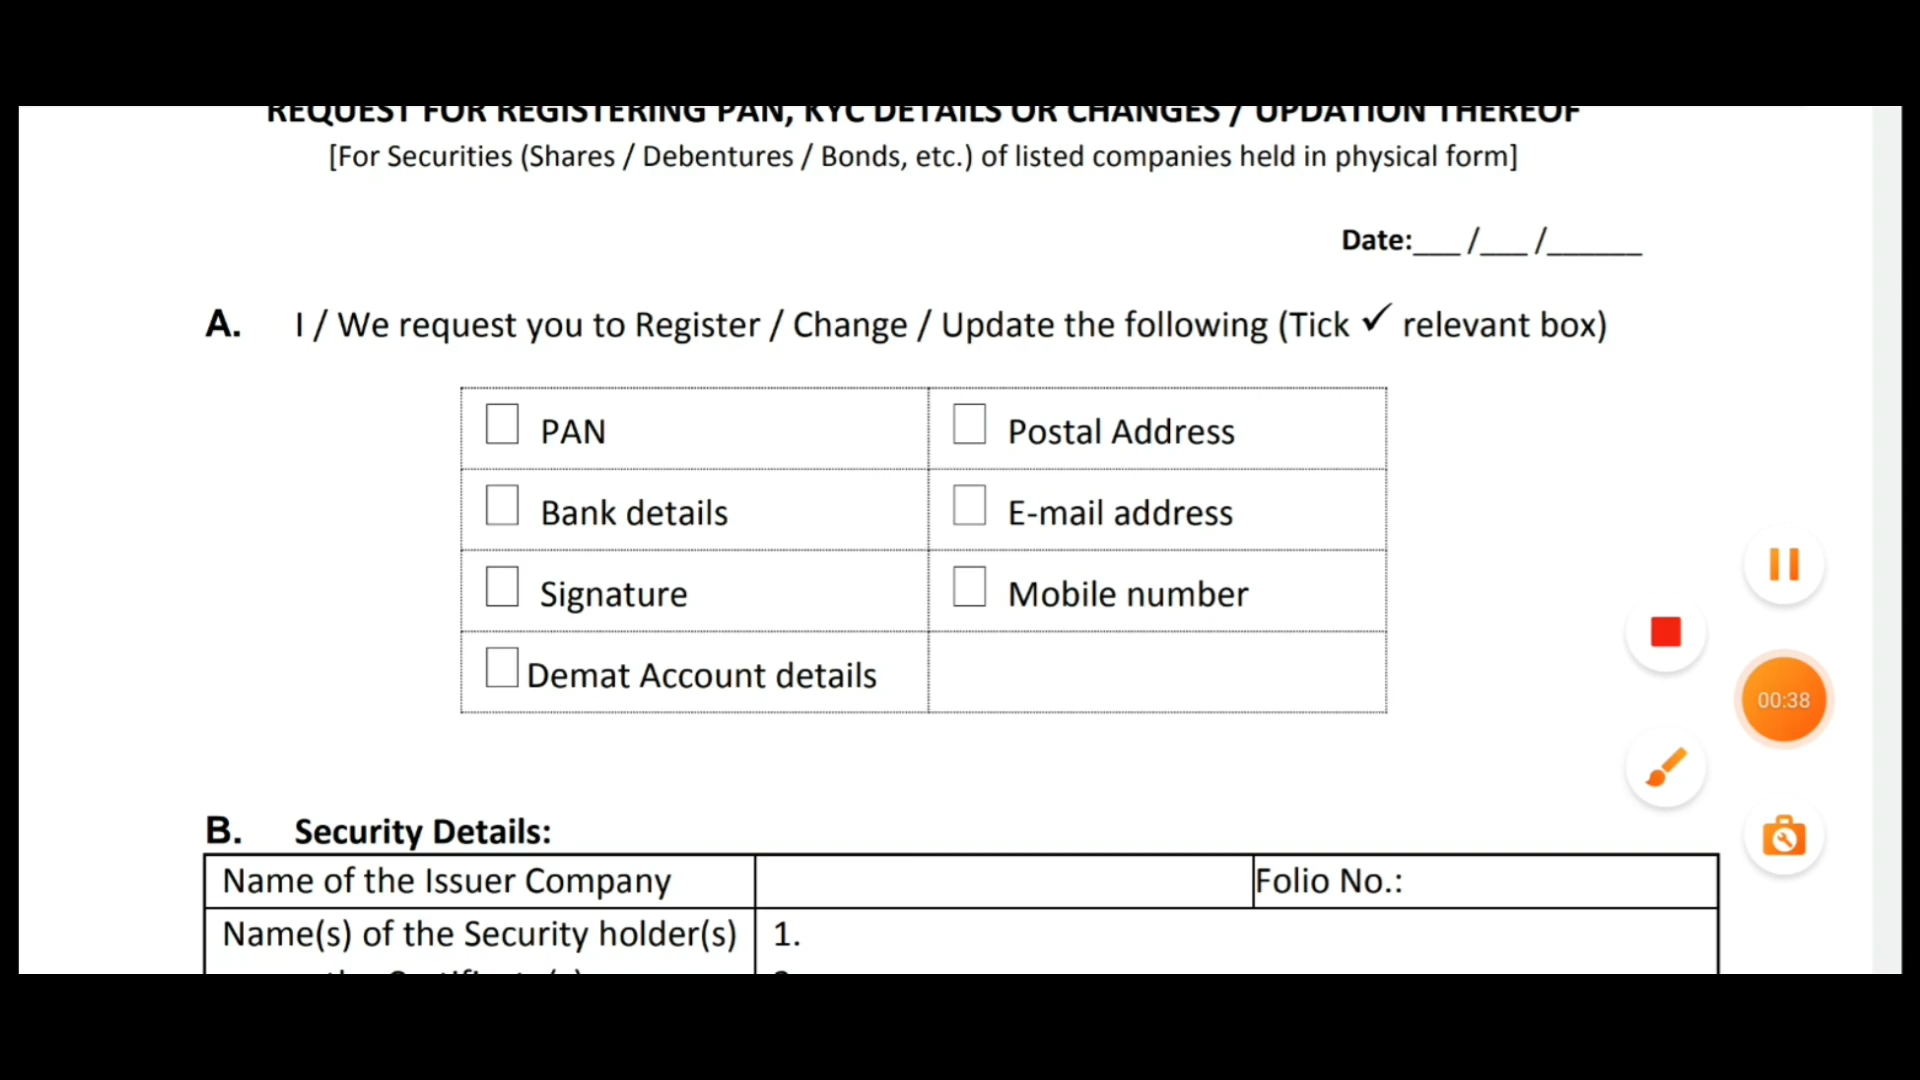 REQUEST FOR REGISTERING PAN, KYC DETAILS OR CHANGES / UPDATION THEREOF
[For Securities (Shares / Debentures / Bonds, etc.) of listed companies held in physical form]
Date:___ /___ /______
A. I / We request you to Register / Change / Update the following (Tick ✓ relevant box)
PAN
Postal Address
Bank details
E-mail address
Signature
Mobile number
Demat Account details
00:38
B. Security Details:
Name of the Issuer Company
Folio No.:
Name(s) of the Security holder(s)
1.